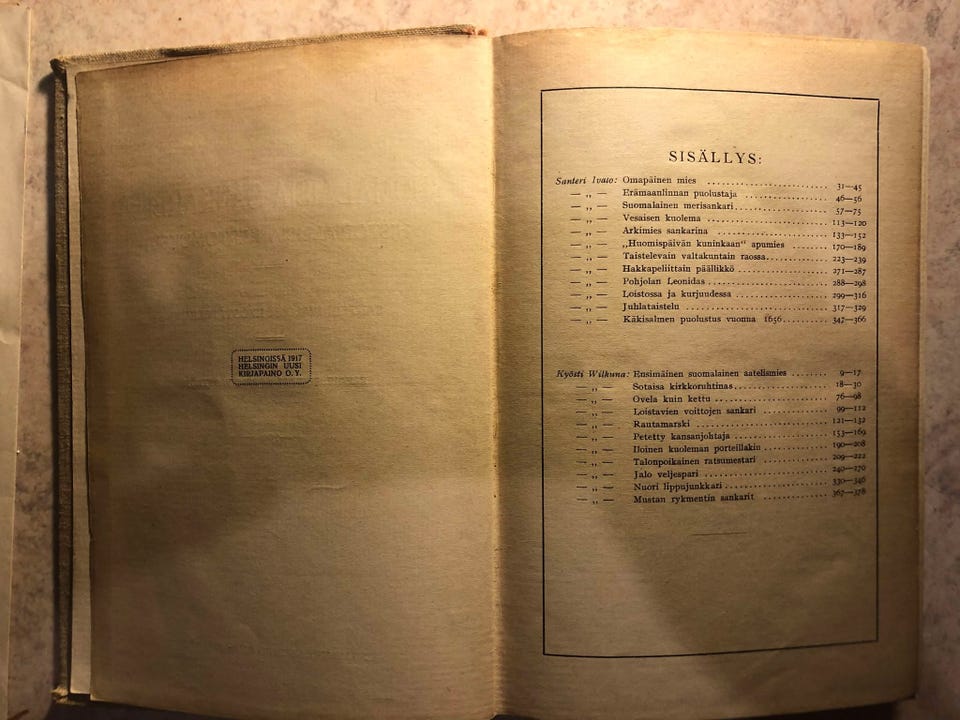 HELSINGISSÄ 1917
HELSINGIN UUSI
KIRJAPAINO O. Y.
SISÄLLYS:
Santeri Ivalo: Omapäinen mies .............................. 31—45
— „ — Erämaanlinnan puolustaja .................... 46—56
— „ — Suomalainen merisankari...................... 57—75
— „ — Vesaisen kuolema ............................ 113—120
— „ — Arkimies sankarina .......................... 133—152
— „ — „Huomispäivän kuninkaan“ apumies .......... 170—189
— „ — Taistelevain valtakuntain raossa............... 223—239
— „ — Hakkapeliittain päällikkö ...................... 271—287
— „ — Pohjolan Leonidas ............................ 288—298
— „ — Loistossa ja kurjuudessa ...................... 299—316
— „ — Juhlataistelu .................................. 317—329
— „ — Käkisalmen puolustus vuonna 1656........... 347—366
Kyösti Wilkuna: Ensimäinen suomalainen aatelismies ........ 9—17
— „ — Sotaisa kirkkoruhtinas...................... 18—30
— „ — Ovela kuin kettu .......................... 76—98
— „ — Loistavien voittojen sankari .............. 99—112
— „ — Rautamarski .............................. 121—132
— „ — Petetty kansanjohtaja ...................... 153—169
— „ — Iloinen kuoleman porteillakin .............. 190—208
— „ — Talonpoikainen ratsumestari .............. 209—222
— „ — Jalo veljespari ............................ 240—270
— „ — Nuori lippujunkkari........................ 330—346
— „ — Mustan rykmentin sankarit ................ 367—378